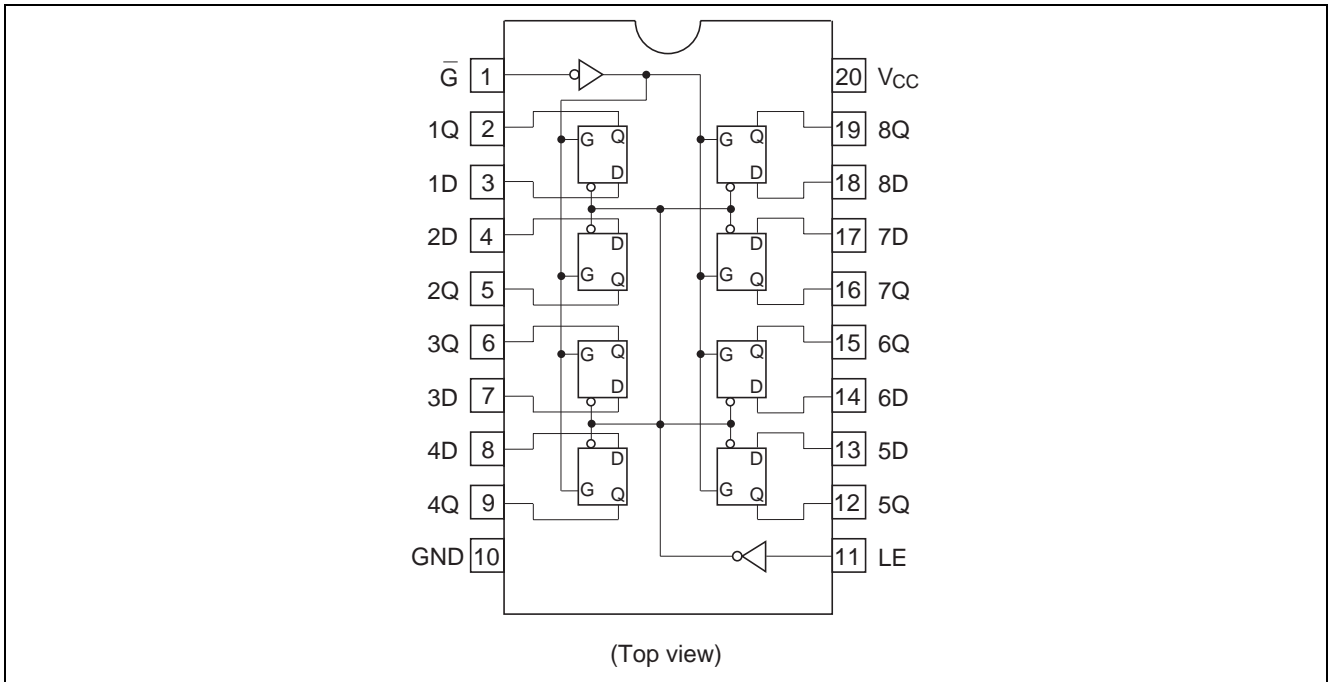 G̅ 1 20 VCC
1Q 2 G Q G Q 19 8Q
1D 3 D D 18 8D
2D 4 D D 17 7D
2Q 5 G Q G Q 16 7Q
3Q 6 G Q G Q 15 6Q
3D 7 D D 14 6D
4D 8 D D 13 5D
4Q 9 G Q G Q 12 5Q
GND 10 11 LE
(Top view)